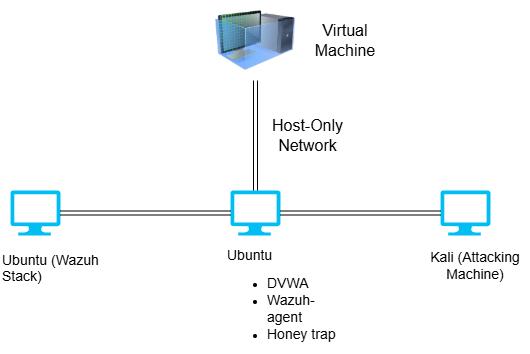 Virtual
Machine
Host-Only
Network
Ubuntu (Wazuh
Stack)
Ubuntu
• DVWA
• Wazuh-
agent
• Honey trap
Kali (Attacking
Machine)